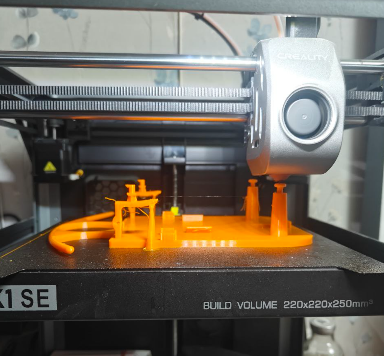 CREALITY
K1 SE
BUILD VOLUME 220x220x250mm³